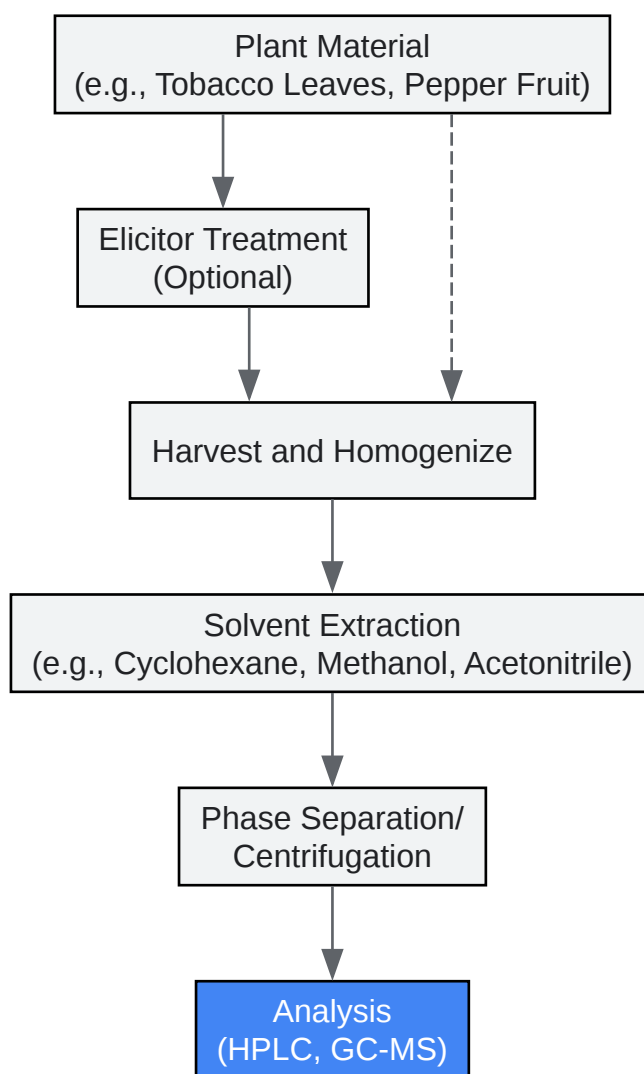 Plant Material
(e.g., Tobacco Leaves, Pepper Fruit)
Elicitor Treatment
(Optional)
Harvest and Homogenize
Solvent Extraction
(e.g., Cyclohexane, Methanol, Acetonitrile)
Phase Separation/
Centrifugation
Analysis
(HPLC, GC-MS)